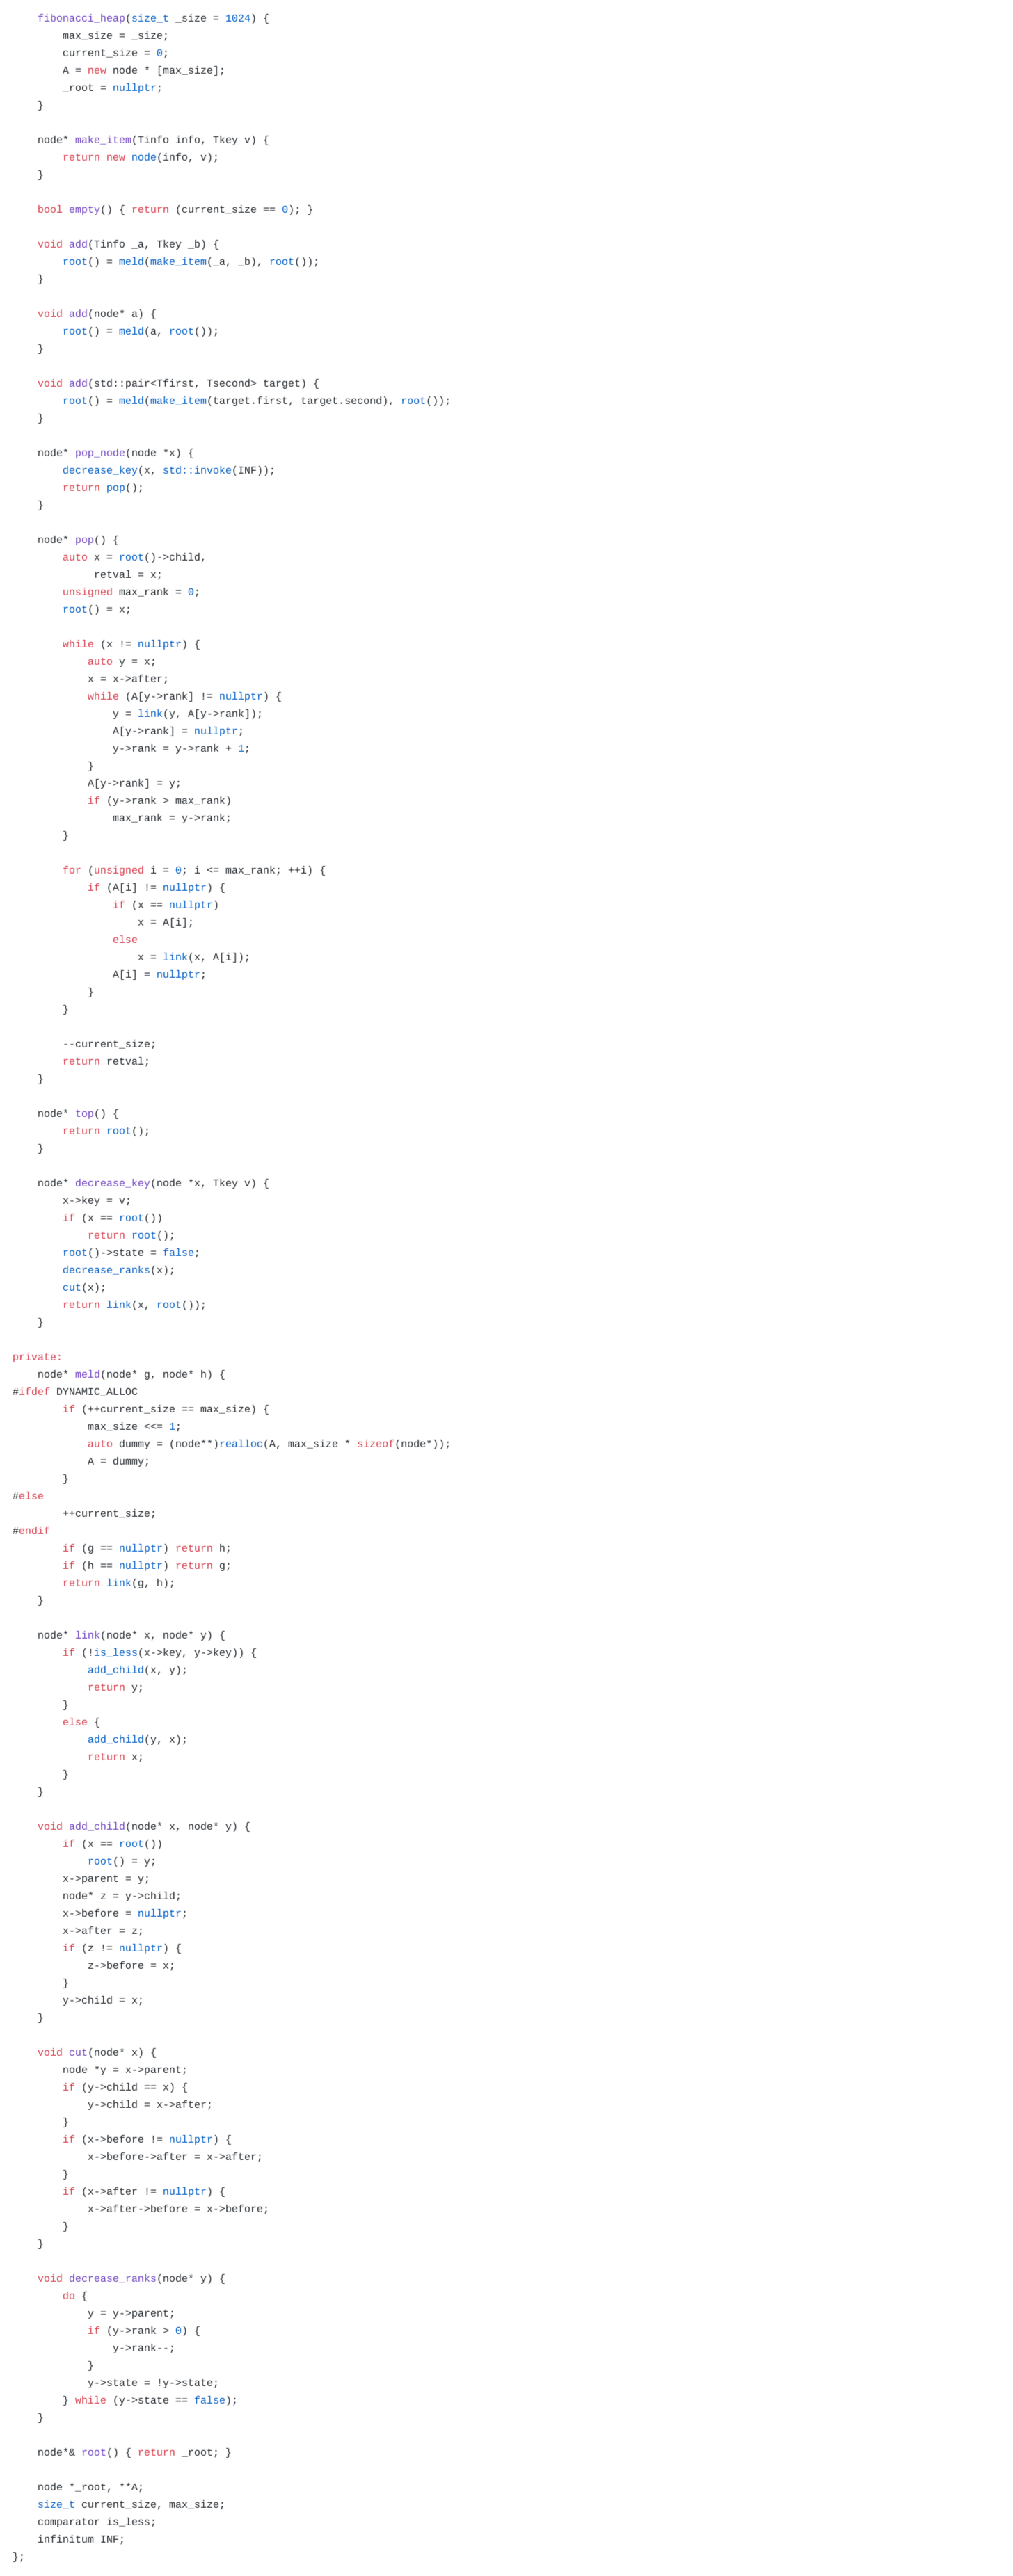 fibonacci_heap(size_t _size = 1024) {
        max_size = _size;
        current_size = 0;
        A = new node * [max_size];
        _root = nullptr;
    }

    node* make_item(Tinfo info, Tkey v) {
        return new node(info, v);
    }

    bool empty() { return (current_size == 0); }

    void add(Tinfo _a, Tkey _b) {
        root() = meld(make_item(_a, _b), root());
    }

    void add(node* a) {
        root() = meld(a, root());
    }

    void add(std::pair<Tfirst, Tsecond> target) {
        root() = meld(make_item(target.first, target.second), root());
    }

    node* pop_node(node *x) {
        decrease_key(x, std::invoke(INF));
        return pop();
    }

    node* pop() {
        auto x = root()->child,
             retval = x;
        unsigned max_rank = 0;
        root() = x;

        while (x != nullptr) {
            auto y = x;
            x = x->after;
            while (A[y->rank] != nullptr) {
                y = link(y, A[y->rank]);
                A[y->rank] = nullptr;
                y->rank = y->rank + 1;
            }
            A[y->rank] = y;
            if (y->rank > max_rank)
                max_rank = y->rank;
        }

        for (unsigned i = 0; i <= max_rank; ++i) {
            if (A[i] != nullptr) {
                if (x == nullptr)
                    x = A[i];
                else
                    x = link(x, A[i]);
                A[i] = nullptr;
            }
        }

        --current_size;
        return retval;
    }

    node* top() {
        return root();
    }

    node* decrease_key(node *x, Tkey v) {
        x->key = v;
        if (x == root())
            return root();
        root()->state = false;
        decrease_ranks(x);
        cut(x);
        return link(x, root());
    }

private:
    node* meld(node* g, node* h) {
#ifdef DYNAMIC_ALLOC
        if (++current_size == max_size) {
            max_size <<= 1;
            auto dummy = (node**)realloc(A, max_size * sizeof(node*));
            A = dummy;
        }
#else
        ++current_size;
#endif
        if (g == nullptr) return h;
        if (h == nullptr) return g;
        return link(g, h);
    }

    node* link(node* x, node* y) {
        if (!is_less(x->key, y->key)) {
            add_child(x, y);
            return y;
        }
        else {
            add_child(y, x);
            return x;
        }
    }

    void add_child(node* x, node* y) {
        if (x == root())
            root() = y;
        x->parent = y;
        node* z = y->child;
        x->before = nullptr;
        x->after = z;
        if (z != nullptr) {
            z->before = x;
        }
        y->child = x;
    }

    void cut(node* x) {
        node *y = x->parent;
        if (y->child == x) {
            y->child = x->after;
        }
        if (x->before != nullptr) {
            x->before->after = x->after;
        }
        if (x->after != nullptr) {
            x->after->before = x->before;
        }
    }

    void decrease_ranks(node* y) {
        do {
            y = y->parent;
            if (y->rank > 0) {
                y->rank--;
            }
            y->state = !y->state;
        } while (y->state == false);
    }

    node*& root() { return _root; }

    node *_root, **A;
    size_t current_size, max_size;
    comparator is_less;
    infinitum INF;
};